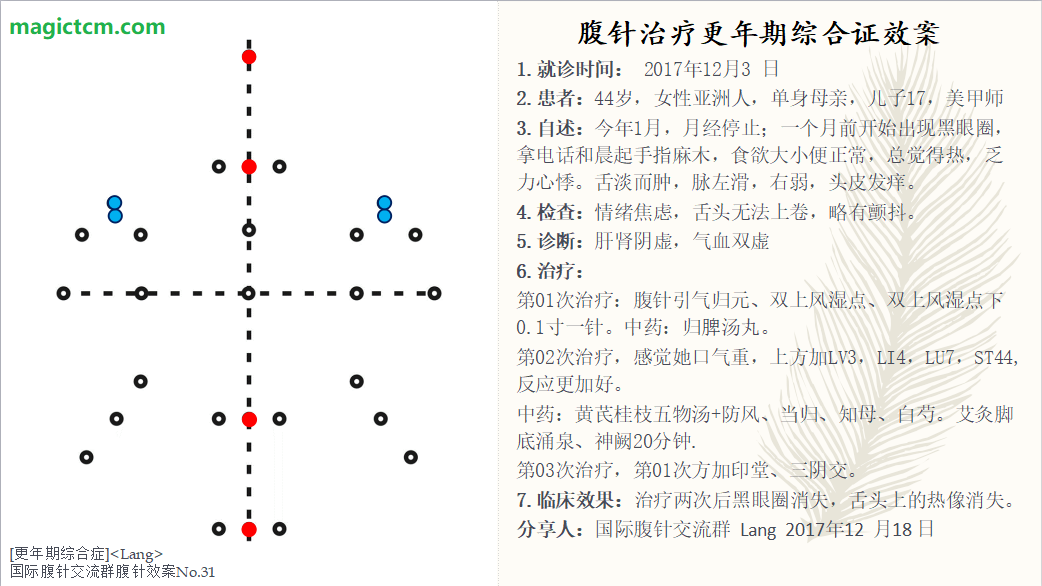 magictcm.com
腹针治疗更年期综合证效案
1. 就诊时间： 2017年12月3 日
2. 患者：44岁，女性亚洲人，单身母亲，儿子17，美甲师
3. 自述：今年1月，月经停止；一个月前开始出现黑眼圈，
拿电话和晨起手指麻木，食欲大小便正常，总觉得热，乏
力心悸。舌淡而肿，脉左滑，右弱，头皮发痒。
4. 检查：情绪焦虑，舌头无法上卷，略有颤抖。
5. 诊断：肝肾阴虚，气血双虚
6. 治疗：
第01次治疗：腹针引气归元、双上风湿点、双上风湿点下
0.1寸一针。中药：归脾汤丸。
第02次治疗，感觉她口气重，上方加LV3，LI4，LU7，ST44,
反应更加好。
中药：黄芪桂枝五物汤+防风、当归、知母、白芍。艾灸脚
底涌泉、神阙20分钟.
第03次治疗，第01次方加印堂、三阴交。
7. 临床效果：治疗两次后黑眼圈消失，舌头上的热像消失。
分享人：国际腹针交流群 Lang 2017年12 月18 日
[更年期综合症]<Lang>
国际腹针交流群腹针效案No.31